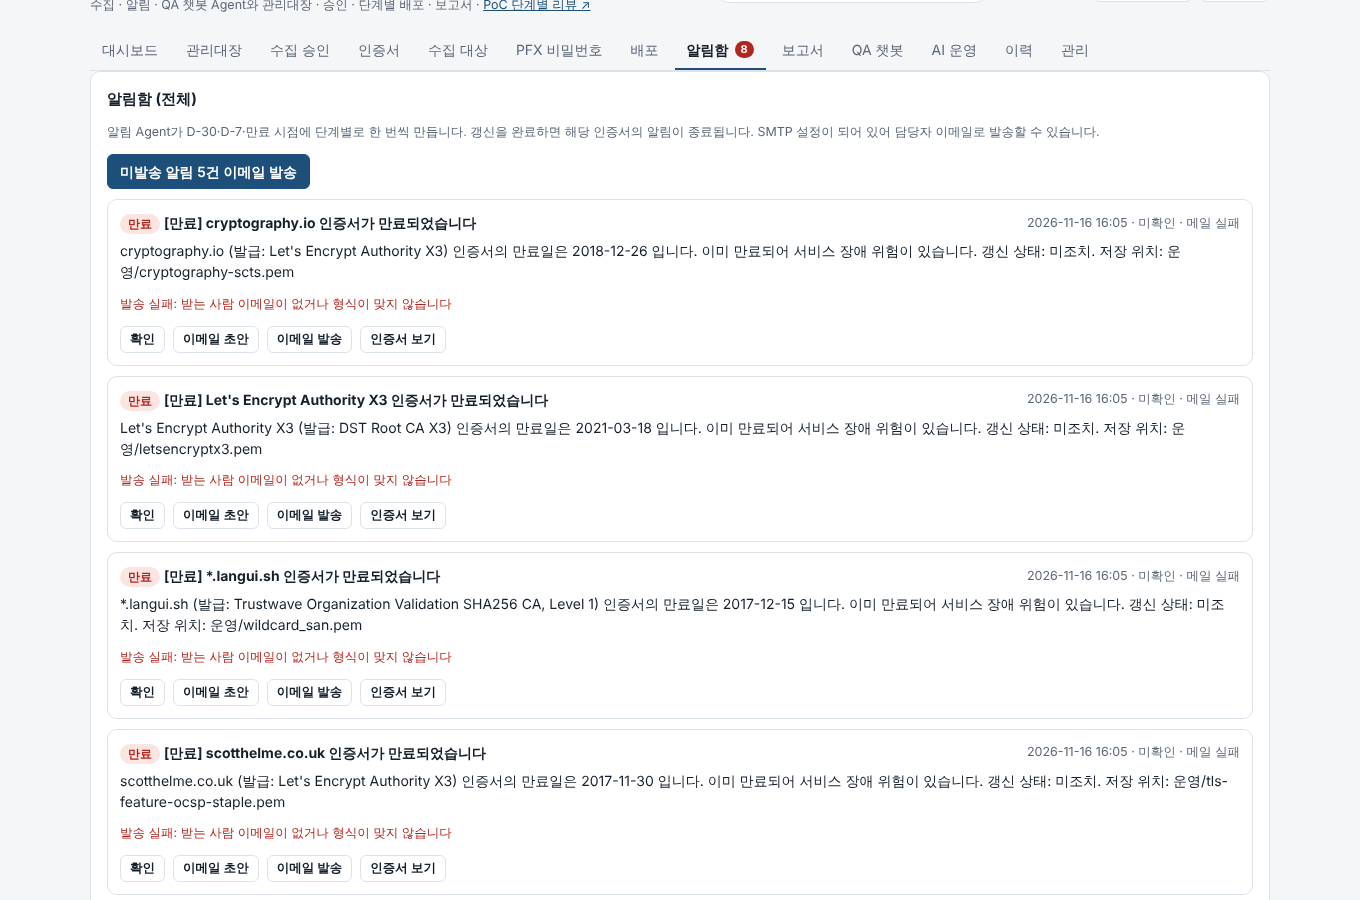 수집 · 알림 · QA 챗봇 Agent와 관리대장 · 승인 · 단계별 배포 · 보고서 · PoC 단계별 리뷰 ↗
대시보드 관리대장 수집 승인 인증서 수집 대상 PFX 비밀번호 배포 알림함 8 보고서 QA 챗봇 AI 운영 이력 관리
알림함 (전체)
알림 Agent가 D-30·D-7·만료 시점에 단계별로 한 번씩 만듭니다. 갱신을 완료하면 해당 인증서의 알림이 종료됩니다. SMTP 설정이 되어 있어 담당자 이메일로 발송할 수 있습니다.
미발송 알림 5건 이메일 발송
만료 [만료] cryptography.io 인증서가 만료되었습니다 2026-11-16 16:05 · 미확인 · 메일 실패
cryptography.io (발급: Let's Encrypt Authority X3) 인증서의 만료일은 2018-12-26 입니다. 이미 만료되어 서비스 장애 위험이 있습니다. 갱신 상태: 미조치. 저장 위치: 운
영/cryptography-scts.pem
발송 실패: 받는 사람 이메일이 없거나 형식이 맞지 않습니다
확인 이메일 초안 이메일 발송 인증서 보기
만료 [만료] Let's Encrypt Authority X3 인증서가 만료되었습니다 2026-11-16 16:05 · 미확인 · 메일 실패
Let's Encrypt Authority X3 (발급: DST Root CA X3) 인증서의 만료일은 2021-03-18 입니다. 이미 만료되어 서비스 장애 위험이 있습니다. 갱신 상태: 미조치. 저장 위치: 운
영/letsencryptx3.pem
발송 실패: 받는 사람 이메일이 없거나 형식이 맞지 않습니다
확인 이메일 초안 이메일 발송 인증서 보기
만료 [만료] *.langui.sh 인증서가 만료되었습니다 2026-11-16 16:05 · 미확인 · 메일 실패
*.langui.sh (발급: Trustwave Organization Validation SHA256 CA, Level 1) 인증서의 만료일은 2017-12-15 입니다. 이미 만료되어 서비스 장애 위험이 있습니다. 갱신 상태: 미조
치. 저장 위치: 운영/wildcard_san.pem
발송 실패: 받는 사람 이메일이 없거나 형식이 맞지 않습니다
확인 이메일 초안 이메일 발송 인증서 보기
만료 [만료] scotthelme.co.uk 인증서가 만료되었습니다 2026-11-16 16:05 · 미확인 · 메일 실패
scotthelme.co.uk (발급: Let's Encrypt Authority X3) 인증서의 만료일은 2017-11-30 입니다. 이미 만료되어 서비스 장애 위험이 있습니다. 갱신 상태: 미조치. 저장 위치: 운영/tls-
feature-ocsp-staple.pem
발송 실패: 받는 사람 이메일이 없거나 형식이 맞지 않습니다
확인 이메일 초안 이메일 발송 인증서 보기